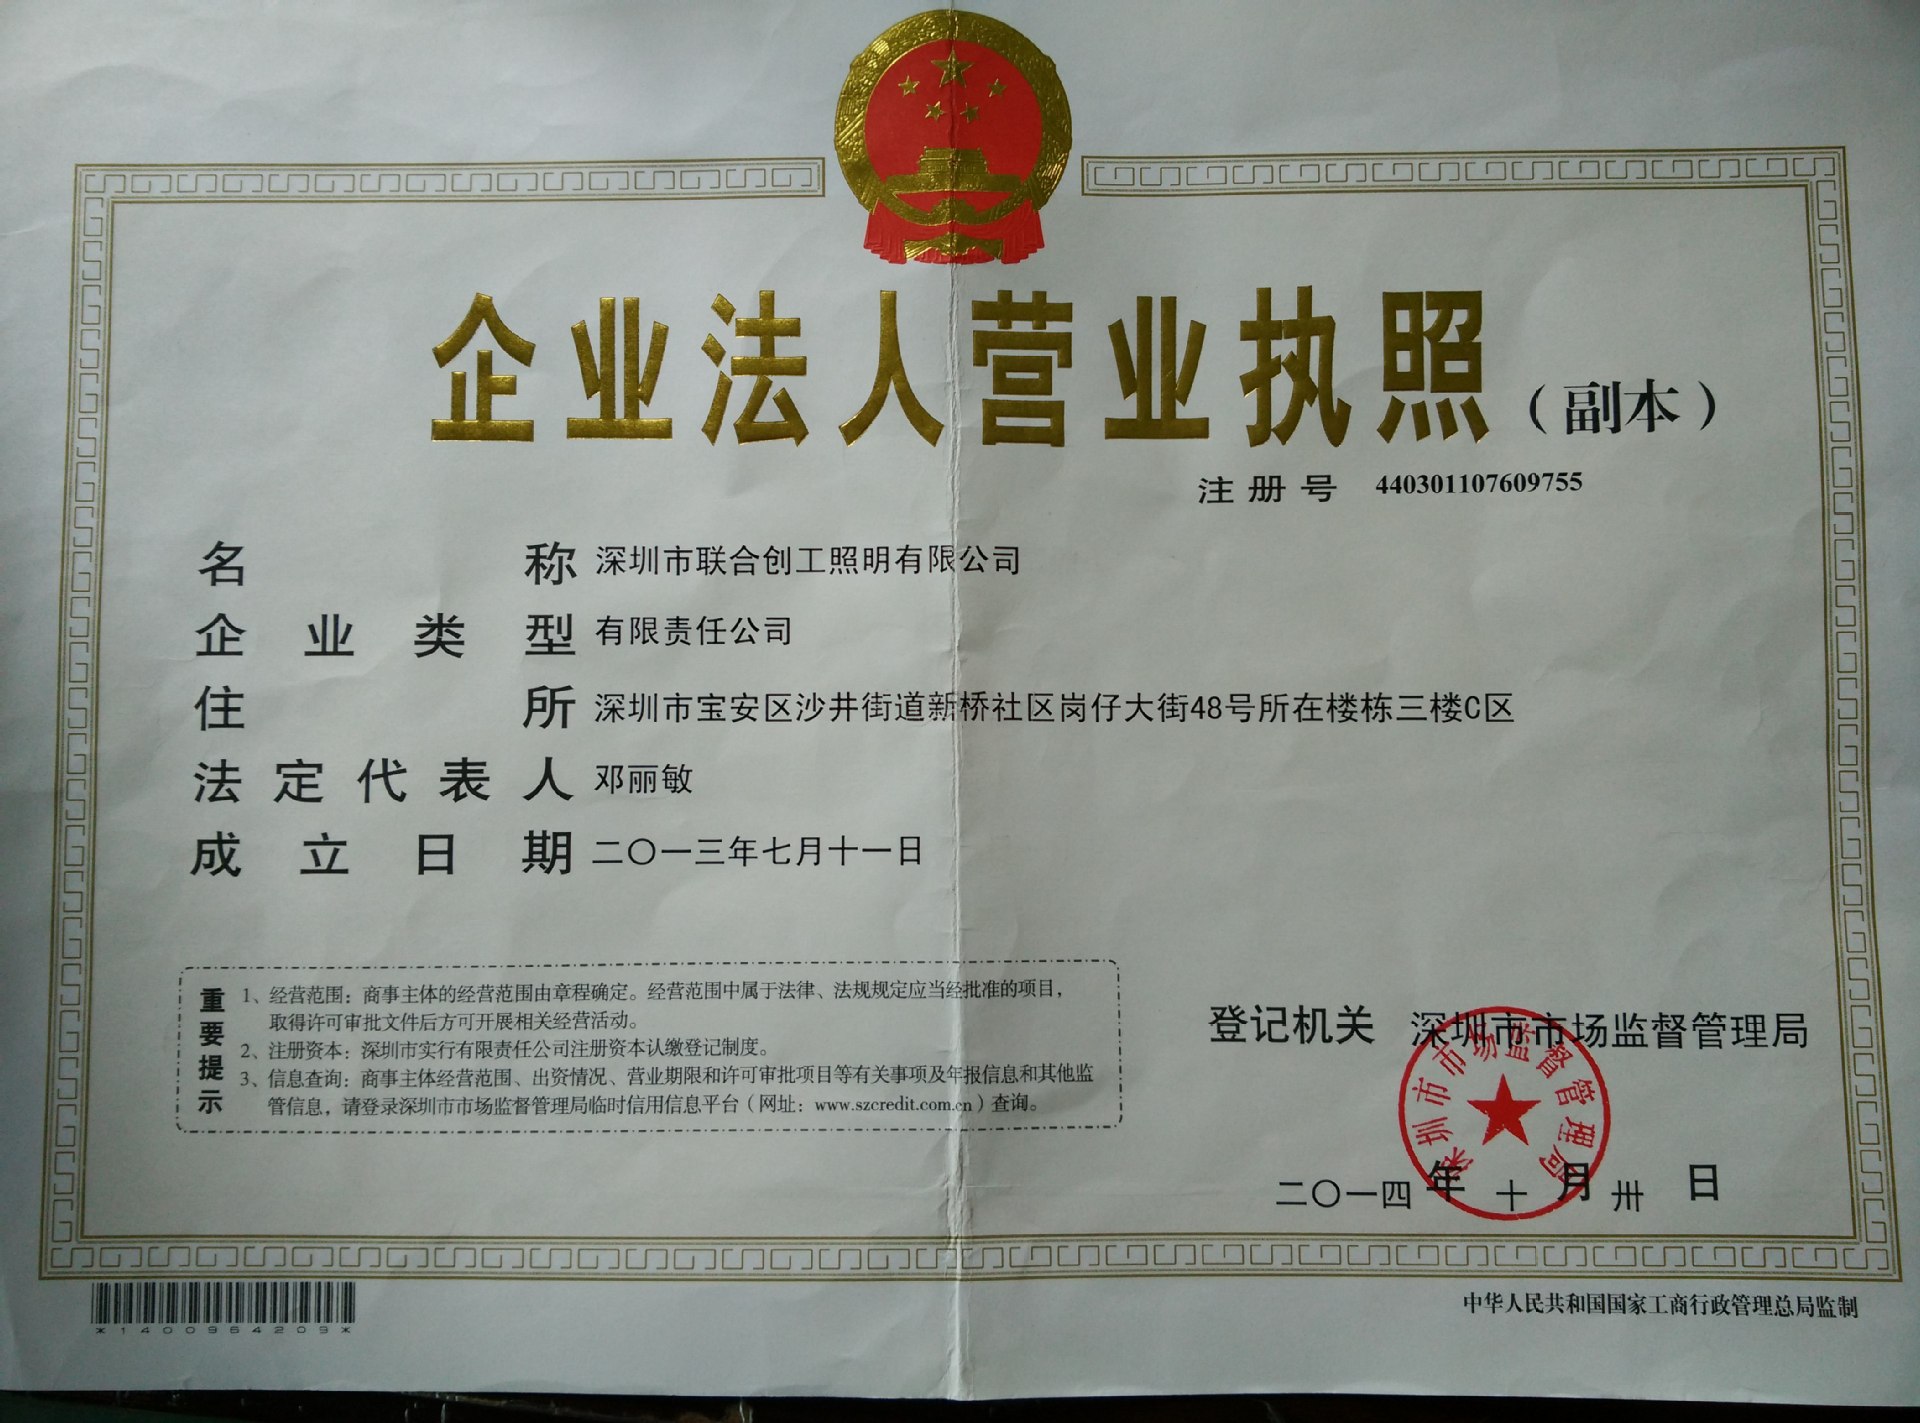 企业法人营业执照（副本）
注册号 440301107609755
名称 深圳市联合创工照明有限公司
企业类型 有限责任公司
住所 深圳市宝安区沙井街道新桥社区岗仔大街48号所在楼栋三楼C区
法定代表人 邓丽敏
成立日期 二〇一三年七月十一日
重要提示
1、经营范围：商事主体的经营范围由章程确定。经营范围中属于法律、法规规定应当经批准的项目，
取得许可审批文件后方可开展相关经营活动。
2、注册资本：深圳市实行有限责任公司注册资本认缴登记制度。
3、信息查询：商事主体经营范围、出资情况、营业期限和许可审批项目等有关事项及年报信息和其他监
管信息，请登录深圳市市场监督管理局临时信用信息平台（网址：www.szcredit.com.cn）查询。
登记机关 深圳市市场监督管理局
深圳市市场监督管理局
二〇一四年十月卅日
*1400954209*
中华人民共和国国家工商行政管理总局监制